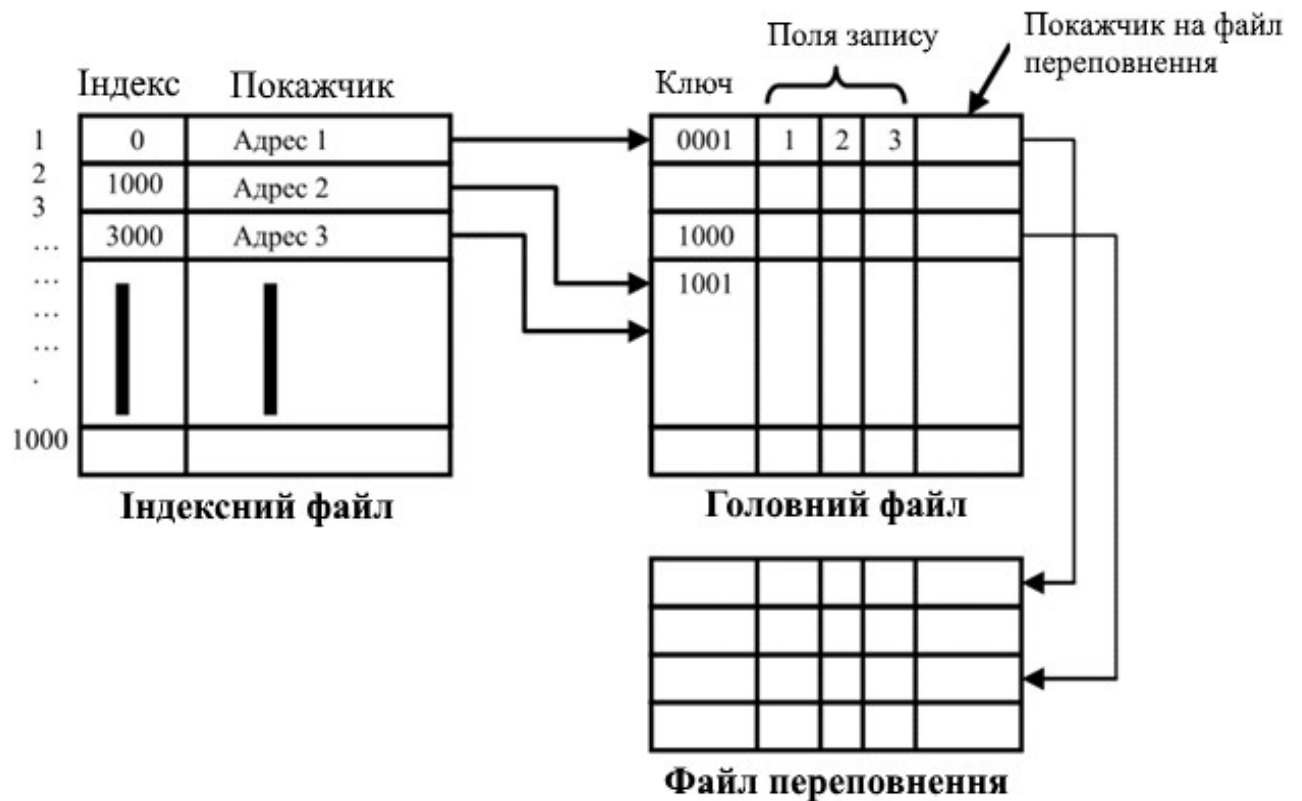 Поля запису
Покажчик на файл
переповнення
Індекс Покажчик
Ключ
1 0 Адрес 1
2 1000 Адрес 2
3 3000 Адрес 3
…
…
…
…
.
1000
Індексний файл
0001 1 2 3
1000
1001
Головний файл
Файл переповнення